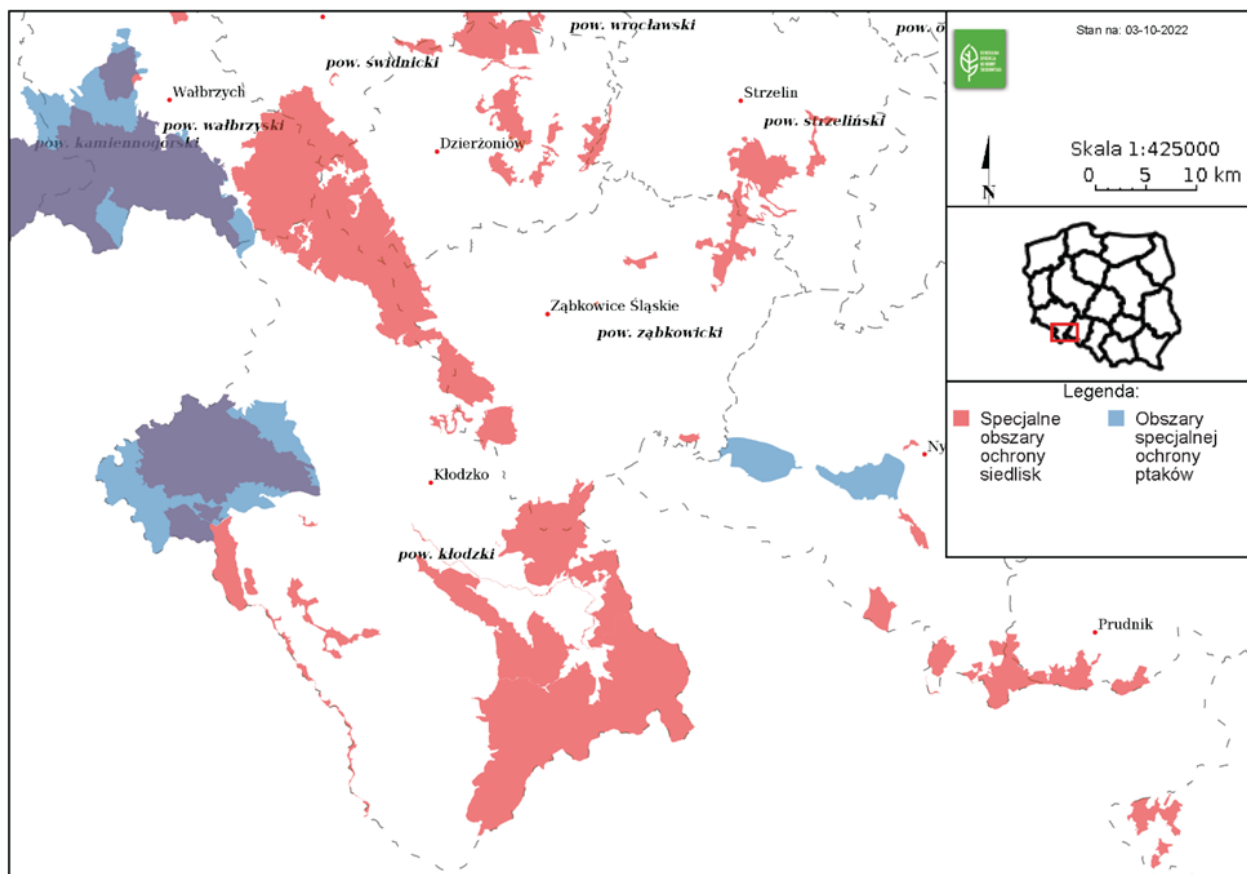 pow. wrocławski
pow. świdnicki
Wałbrzych
Strzelin
pow. wałbrzyski
pow. strzeliński
pow. kamiennogórski
Dzierżoniów
Ząbkowice Śląskie
pow. ząbkowicki
Kłodzko
pow. kłodzki
Prudnik
Stan na: 03-10-2022
Skala 1:425000
0 5 10 km
N
Legenda:
Specjalne
obszary
ochrony
siedlisk
Obszary
specjalnej
ochrony
ptaków